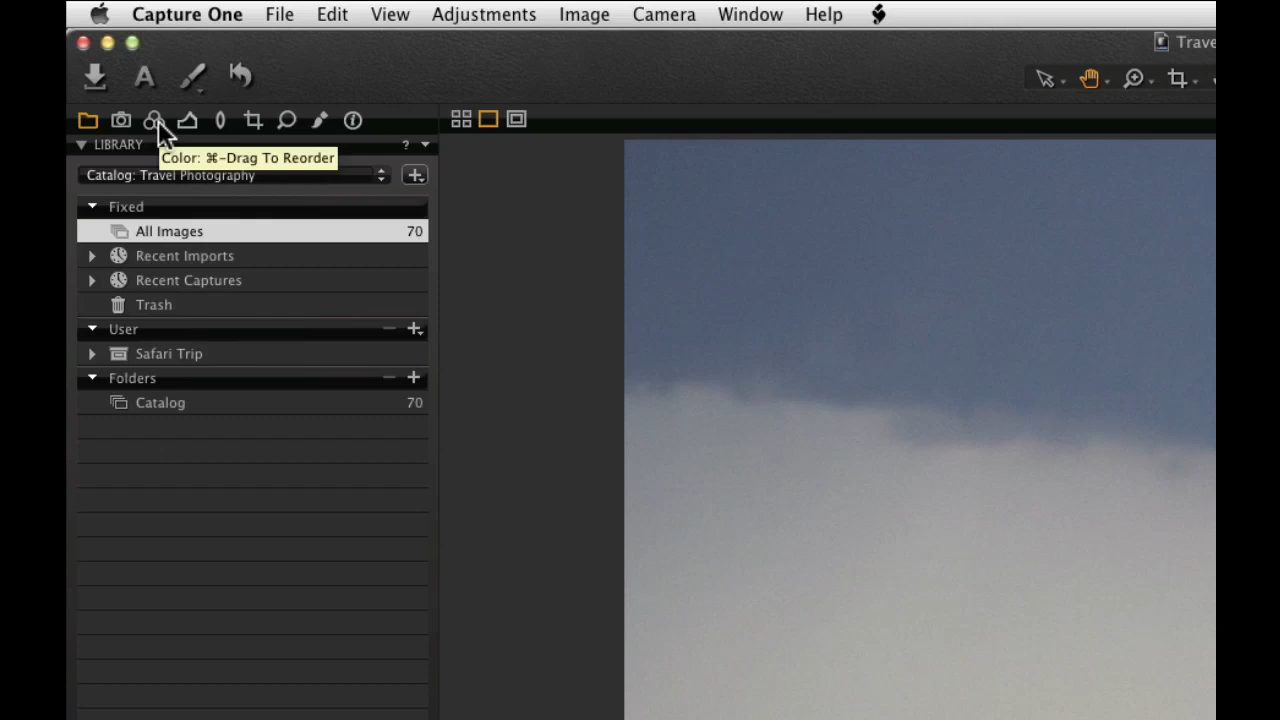 Capture One File Edit View Adjustments Image Camera Window Help
Trave
A
LIBRARY ?
Color: ⌘-Drag To Reorder
Catalog: Travel Photography
Fixed
All Images 70
Recent Imports
Recent Captures
Trash
User
Safari Trip
Folders
Catalog 70